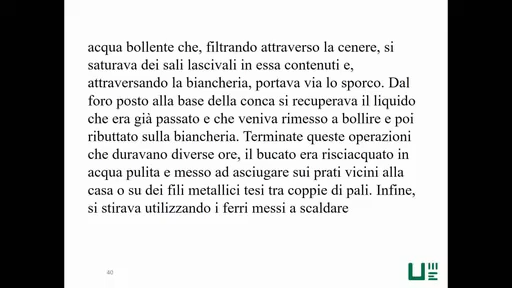 acqua bollente che, filtrando attraverso la cenere, si
saturava dei sali lascivali in essa contenuti e,
attraversando la biancheria, portava via lo sporco. Dal
foro posto alla base della conca si recuperava il liquido
che era già passato e che veniva rimesso a bollire e poi
ributtato sulla biancheria. Terminate queste operazioni
che duravano diverse ore, il bucato era risciacquato in
acqua pulita e messo ad asciugare sui prati vicini alla
casa o su dei fili metallici tesi tra coppie di pali. Infine,
si stirava utilizzando i ferri messi a scaldare
40